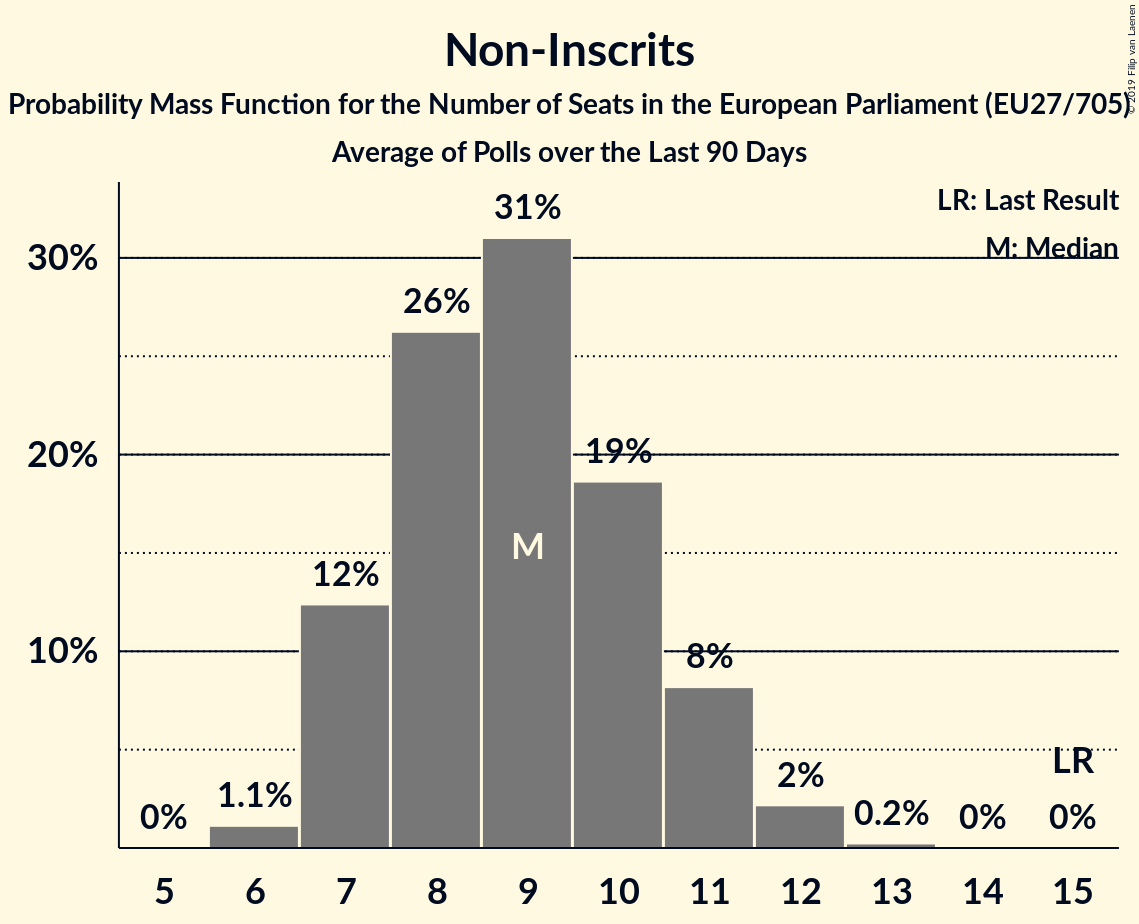 Non-Inscrits
Probability Mass Function for the Number of Seats in the European Parliament (EU27/705)
Average of Polls over the Last 90 Days
© 2019 Filip van Laenen
LR: Last Result
M: Median
30%
20%
10%
0%
1.1%
12%
26%
31%
19%
8%
2%
0.2%
0%
0%
M
LR
5 6 7 8 9 10 11 12 13 14 15